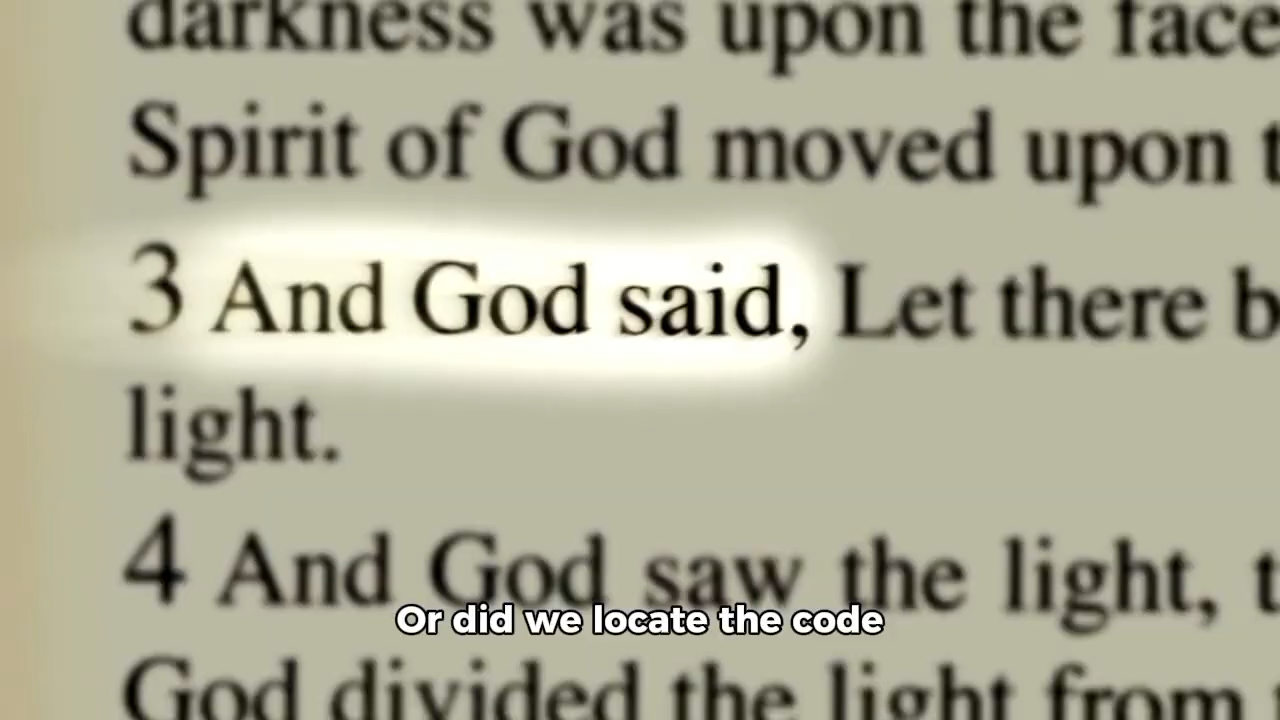 darkness was upon the face
Spirit of God moved upon t
3 And God said, Let there b
light.
4 And God saw the light, t
God divided the light from
Or did we locate the code